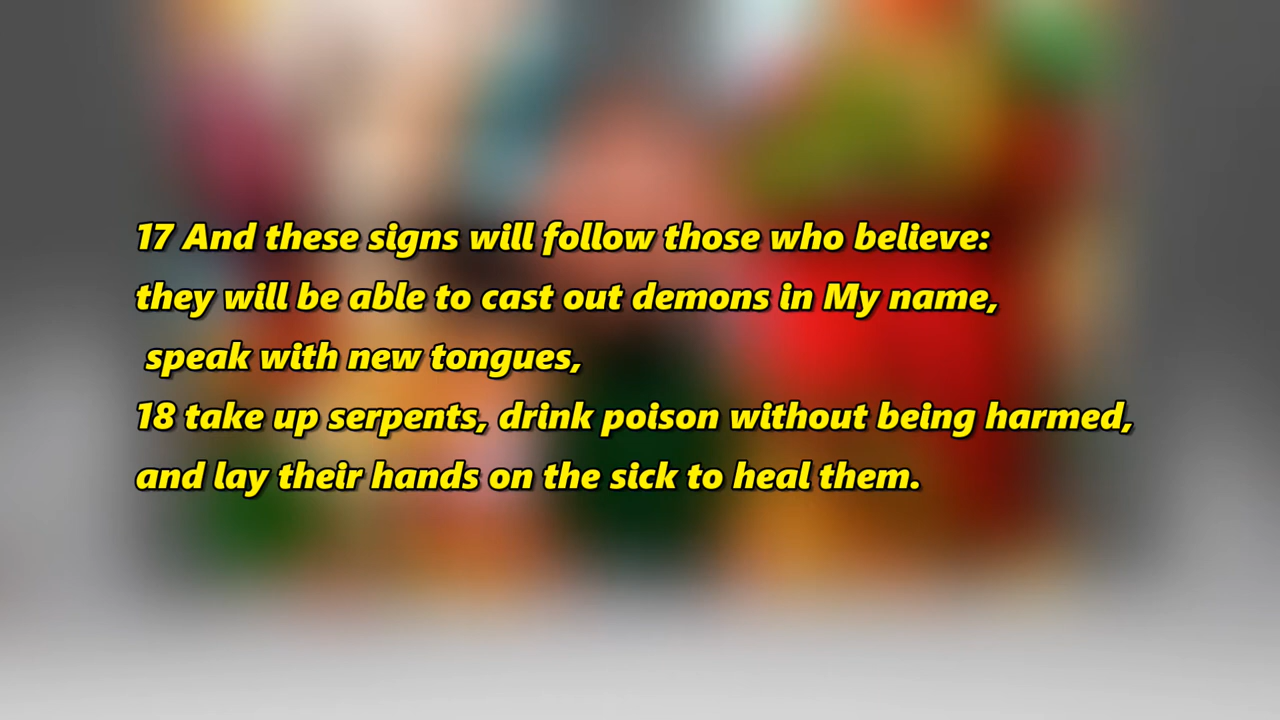 17 And these signs will follow those who believe:
they will be able to cast out demons in My name,
speak with new tongues,
18 take up serpents, drink poison without being harmed,
and lay their hands on the sick to heal them.